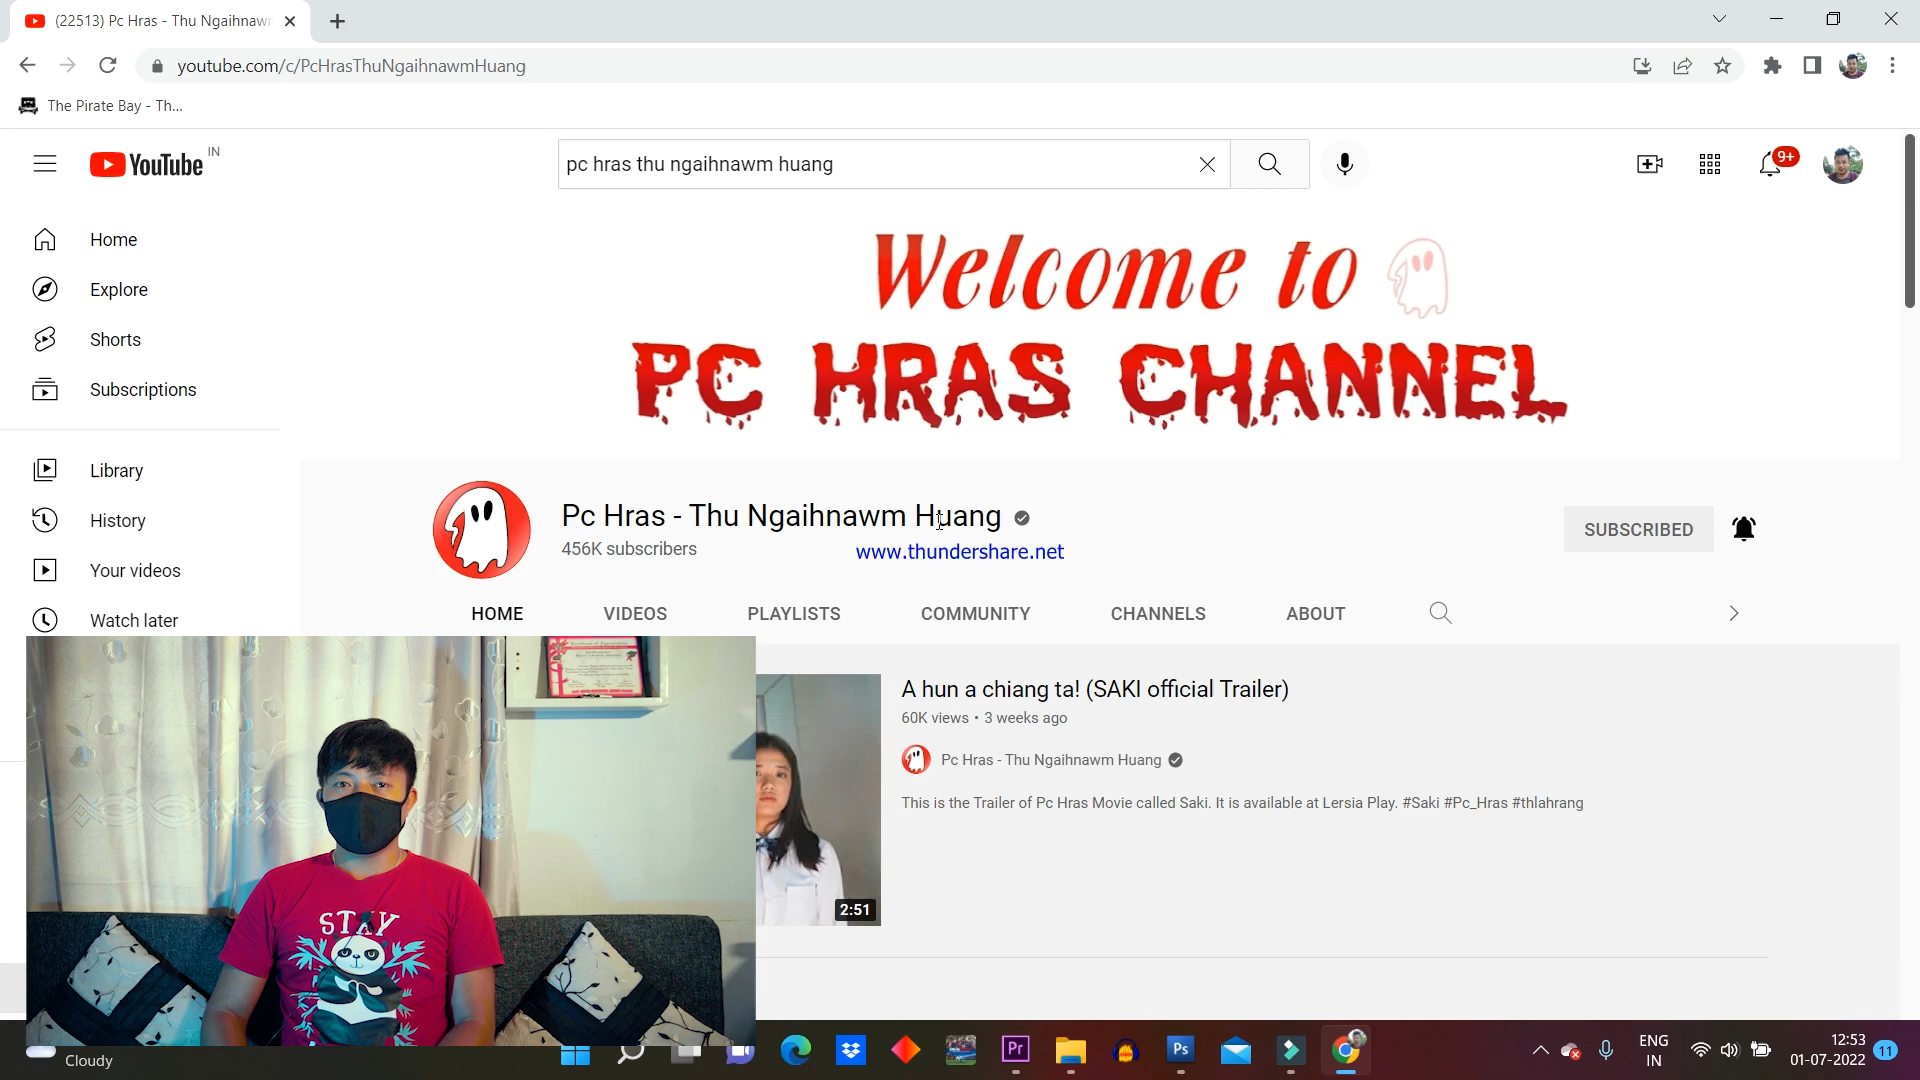 (22513) Pc Hras - Thu Ngaihnawm
youtube.com/c/PcHrasThuNgaihnawmHuang
The Pirate Bay - Th...
YouTube IN
pc hras thu ngaihnawm huang
9+
Home
Explore
Shorts
Subscriptions
Library
History
Your videos
Watch later
Welcome to
PC HRAS CHANNEL
Pc Hras - Thu Ngaihnawm Huang
456K subscribers
www.thundershare.net
SUBSCRIBED
HOME VIDEOS PLAYLISTS COMMUNITY CHANNELS ABOUT
A hun a chiang ta! (SAKI official Trailer)
60K views • 3 weeks ago
Pc Hras - Thu Ngaihnawm Huang
This is the Trailer of Pc Hras Movie called Saki. It is available at Lersia Play. #Saki #Pc_Hras #thlahrang
2:51
STAY
Cloudy
Pr
Ps
ENG
IN
12:53
01-07-2022
11